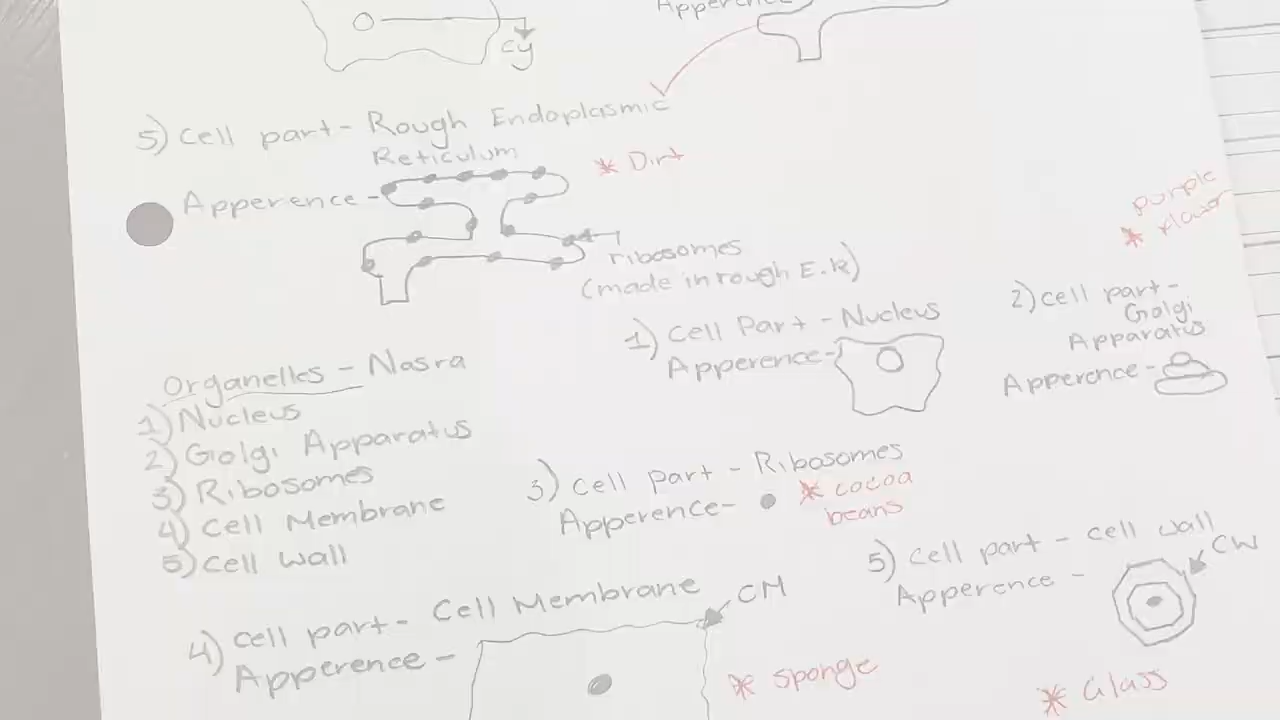 Apperence
cy
5) Cell part - Rough Endoplasmic
Reticulum
* Dirt
Apperence -
ribosomes
(made in rough E.R)
purple
*
1) Cell Part - Nucleus
Apperence -
2) cell part -
Golgi
Apparatus
Apperence -
Organelles - Nasra
1) Nucleus
2) Golgi Apparatus
3) Ribosomes
4) Cell Membrane
5) Cell wall
3) Cell part - Ribosomes
Apperence -
* cocoa
beans
5) Cell part - cell wall
Apperence -
CW
4) Cell part - Cell Membrane
Apperence -
CM
* sponge
* Glass